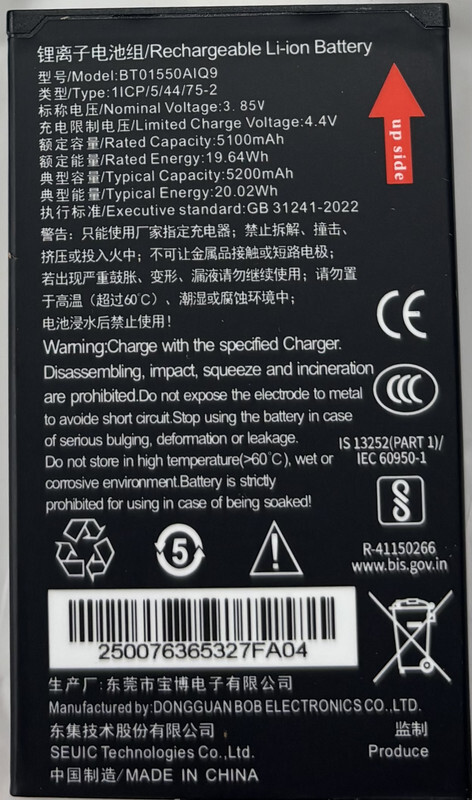 锂离子电池组/Rechargeable Li-ion Battery
型号/Model:BT01550AIQ9
类型/Type:1ICP/5/44/75-2
标称电压/Nominal Voltage:3.85V
充电限制电压/Limited Charge Voltage:4.4V
额定容量/Rated Capacity:5100mAh
额定能量/Rated Energy:19.64Wh
典型容量/Typical Capacity:5200mAh
典型能量/Typical Energy:20.02Wh
执行标准/Executive standard:GB 31241-2022
up side
警告：只能使用厂家指定充电器；禁止拆解、撞击、
挤压或投入火中；不可让金属品接触或短路电极；
若出现严重鼓胀、变形、漏液请勿继续使用；请勿置
于高温（超过60℃）、潮湿或腐蚀环境中；
电池浸水后禁止使用！
CE
Warning:Charge with the specified Charger.
Disassembling, impact, squeeze and incineration
are prohibited.Do not expose the electrode to metal
to avoide short circuit.Stop using the battery in case
of serious bulging, deformation or leakage.
Do not store in high temperature(>60℃), wet or
corrosive environment.Battery is strictly
prohibited for using in case of being soaked!
CCC
IS 13252(PART 1)/
IEC 60950-1
R-41150266
www.bis.gov.in
5
250076365327FA04
生产厂:东莞市宝博电子有限公司
Manufactured by:DONGGUAN BOB ELECTRONICS CO.,LTD.
东集技术股份有限公司 监制
SEUIC Technologies Co.,Ltd. Produce
中国制造/MADE IN CHINA